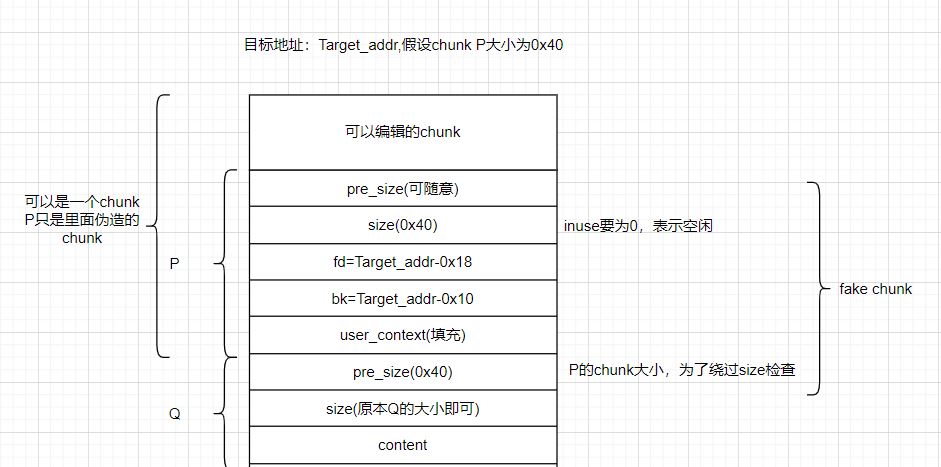 目标地址：Target_addr,假设chunk P大小为0x40
可以编辑的chunk
pre_size(可随意)
可以是一个chunk
P只是里面伪造的
chunk
size(0x40)
inuse要为0，表示空闲
P
fd=Target_addr-0x18
bk=Target_addr-0x10
fake chunk
user_context(填充)
pre_size(0x40)
P的chunk大小，为了绕过size检查
Q
size(原本Q的大小即可)
content